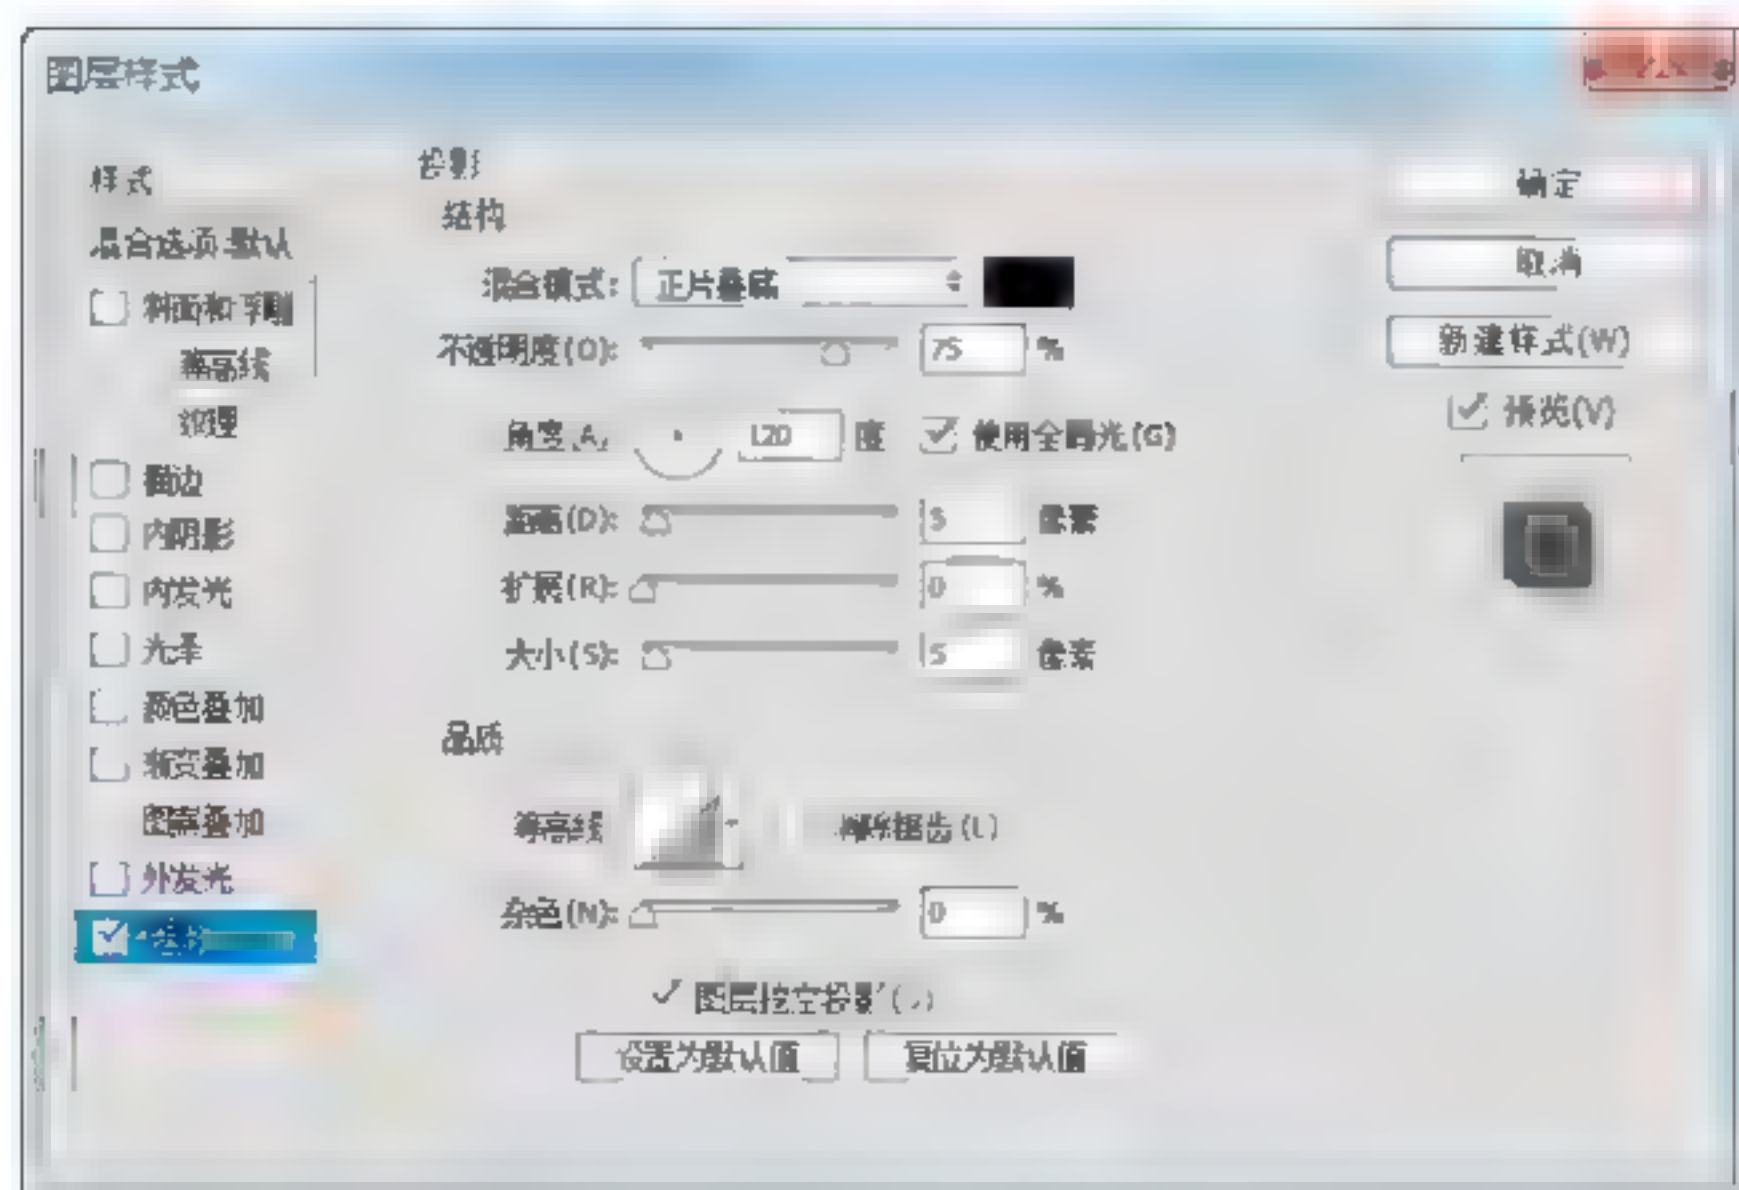 图层样式
样式
混合选项:默认
斜面和浮雕
等高线
纹理
描边
内阴影
内发光
光泽
颜色叠加
渐变叠加
图案叠加
外发光
投影
结构
混合模式: 正片叠底
不透明度(O): 75 %
角度(A) 120 度 使用全局光(G)
距离(D): 5 像素
扩展(R): 0 %
大小(S): 5 像素
品质
等高线 消除锯齿(L)
杂色(N): 0 %
图层挖空投影
设置为默认值 复位为默认值
确定
取消
新建样式(W)
预览(V)